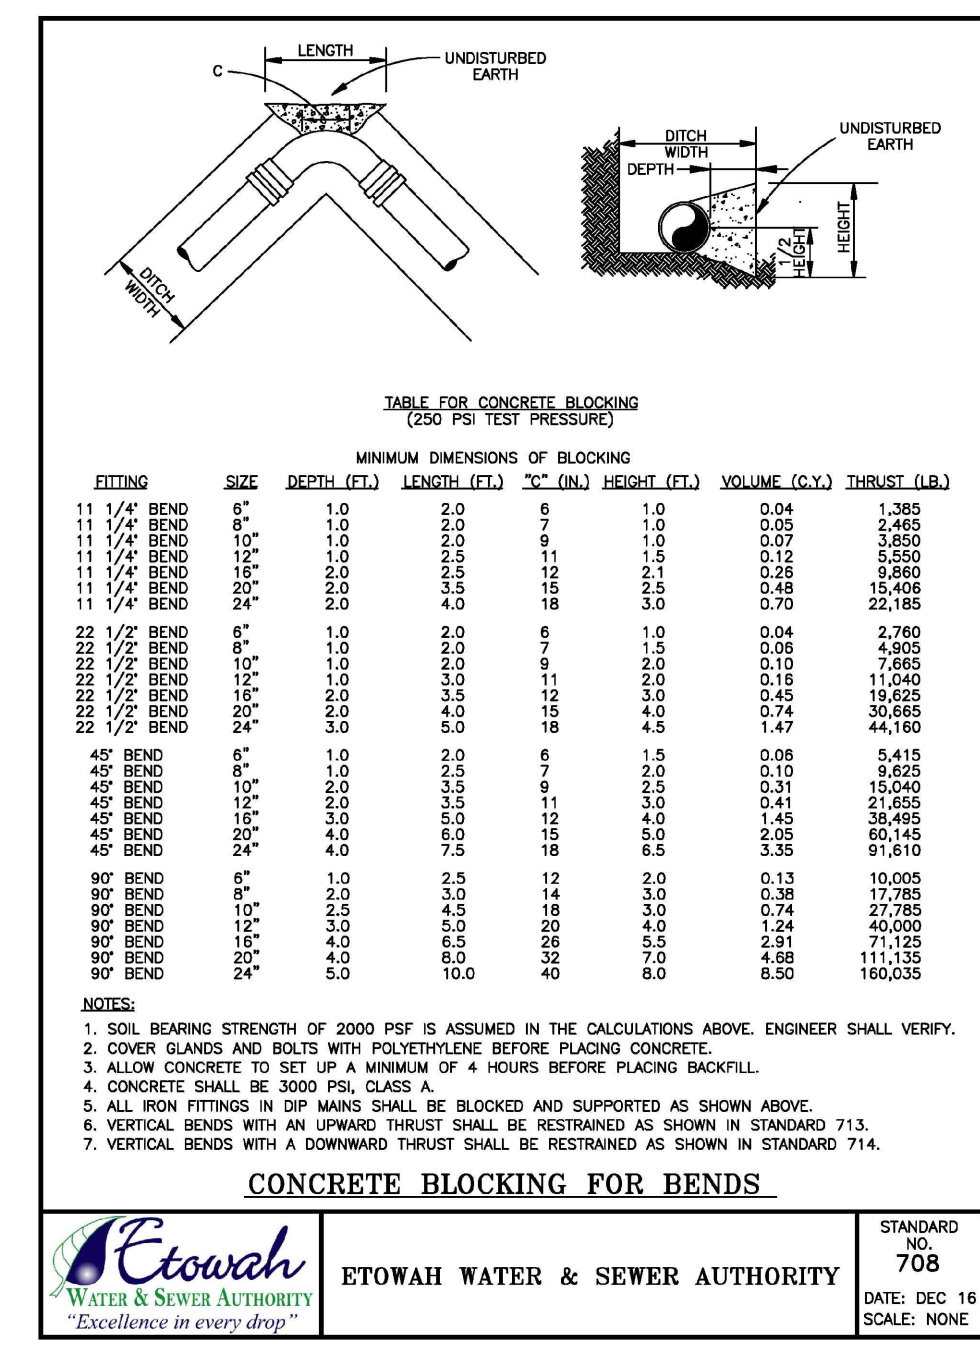 LENGTH
C
UNDISTURBED
EARTH
DITCH
WIDTH
DITCH
WIDTH
DEPTH
UNDISTURBED
EARTH
1/2
HEIGHT
HEIGHT
TABLE FOR CONCRETE BLOCKING
(250 PSI TEST PRESSURE)
MINIMUM DIMENSIONS OF BLOCKING
FITTING SIZE DEPTH (FT.) LENGTH (FT.) "C" (IN.) HEIGHT (FT.) VOLUME (C.Y.) THRUST (LB.)
11 1/4° BEND 6" 1.0 2.0 6 1.0 0.04 1,385
11 1/4° BEND 8" 1.0 2.0 7 1.0 0.05 2,465
11 1/4° BEND 10" 1.0 2.0 9 1.0 0.07 3,850
11 1/4° BEND 12" 1.0 2.5 11 1.5 0.12 5,550
11 1/4° BEND 16" 2.0 2.5 12 2.1 0.26 9,860
11 1/4° BEND 20" 2.0 3.5 15 2.5 0.48 15,406
11 1/4° BEND 24" 2.0 4.0 18 3.0 0.70 22,185
22 1/2° BEND 6" 1.0 2.0 6 1.0 0.04 2,760
22 1/2° BEND 8" 1.0 2.0 7 1.5 0.06 4,905
22 1/2° BEND 10" 1.0 2.0 9 2.0 0.10 7,665
22 1/2° BEND 12" 1.0 3.0 11 2.0 0.16 11,040
22 1/2° BEND 16" 2.0 3.5 12 3.0 0.45 19,625
22 1/2° BEND 20" 2.0 4.0 15 4.0 0.74 30,665
22 1/2° BEND 24" 3.0 5.0 18 4.5 1.47 44,160
45° BEND 6" 1.0 2.0 6 1.5 0.06 5,415
45° BEND 8" 1.0 2.5 7 2.0 0.10 9,625
45° BEND 10" 2.0 3.5 9 2.5 0.31 15,040
45° BEND 12" 2.0 3.5 11 3.0 0.41 21,655
45° BEND 16" 3.0 5.0 12 4.0 1.45 38,495
45° BEND 20" 4.0 6.0 15 5.0 2.05 60,145
45° BEND 24" 4.0 7.5 18 6.5 3.35 91,610
90° BEND 6" 1.0 2.5 12 2.0 0.13 10,005
90° BEND 8" 2.0 3.0 14 3.0 0.38 17,785
90° BEND 10" 2.5 4.5 18 3.0 0.74 27,785
90° BEND 12" 3.0 5.0 20 4.0 1.24 40,000
90° BEND 16" 4.0 6.5 26 5.5 2.91 71,125
90° BEND 20" 4.0 8.0 32 7.0 4.68 111,135
90° BEND 24" 5.0 10.0 40 8.0 8.50 160,035
NOTES:
1. SOIL BEARING STRENGTH OF 2000 PSF IS ASSUMED IN THE CALCULATIONS ABOVE. ENGINEER SHALL VERIFY.
2. COVER GLANDS AND BOLTS WITH POLYETHYLENE BEFORE PLACING CONCRETE.
3. ALLOW CONCRETE TO SET UP A MINIMUM OF 4 HOURS BEFORE PLACING BACKFILL.
4. CONCRETE SHALL BE 3000 PSI, CLASS A.
5. ALL IRON FITTINGS IN DIP MAINS SHALL BE BLOCKED AND SUPPORTED AS SHOWN ABOVE.
6. VERTICAL BENDS WITH AN UPWARD THRUST SHALL BE RESTRAINED AS SHOWN IN STANDARD 713.
7. VERTICAL BENDS WITH A DOWNWARD THRUST SHALL BE RESTRAINED AS SHOWN IN STANDARD 714.
CONCRETE BLOCKING FOR BENDS
Etowah
WATER & SEWER AUTHORITY
"Excellence in every drop"
ETOWAH WATER & SEWER AUTHORITY
STANDARD
NO.
708
DATE: DEC 16
SCALE: NONE